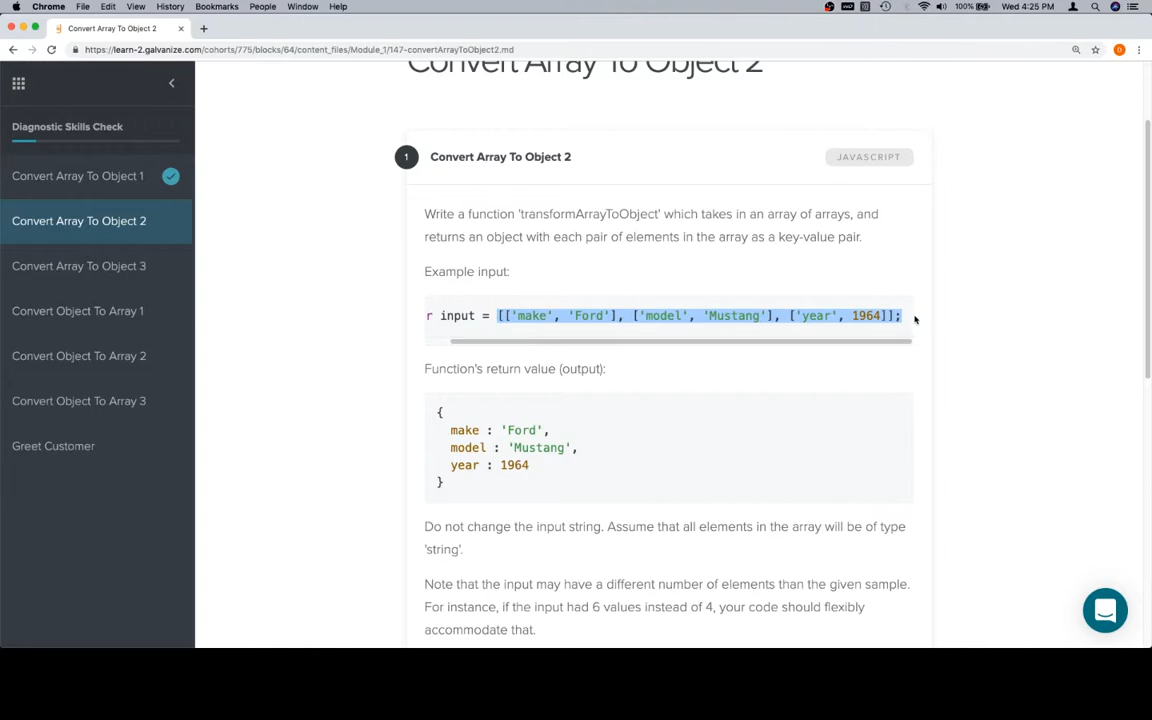 Chrome File Edit View History Bookmarks People Window Help
100% Wed 4:25 PM
Convert Array To Object 2
https://learn-2.galvanize.com/cohorts/775/blocks/64/content_files/Module_1/147-convertArrayToObject2.md
Diagnostic Skills Check
Convert Array To Object 1
Convert Array To Object 2
Convert Array To Object 3
Convert Object To Array 1
Convert Object To Array 2
Convert Object To Array 3
Greet Customer
Convert Array To Object 2
1 Convert Array To Object 2 JAVASCRIPT
Write a function 'transformArrayToObject' which takes in an array of arrays, and
returns an object with each pair of elements in the array as a key-value pair.
Example input:
r input = [['make', 'Ford'], ['model', 'Mustang'], ['year', 1964]];
Function's return value (output):
{
make : 'Ford',
model : 'Mustang',
year : 1964
}
Do not change the input string. Assume that all elements in the array will be of type
'string'.
Note that the input may have a different number of elements than the given sample.
For instance, if the input had 6 values instead of 4, your code should flexibly
accommodate that.